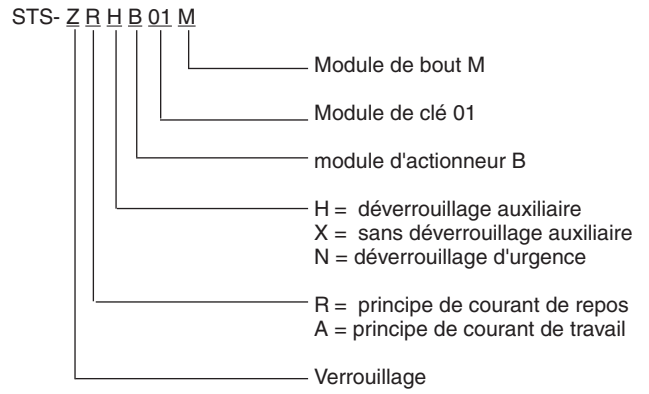 STS- Z R H B 01 M
Module de bout M
Module de clé 01
module d'actionneur B
H = déverrouillage auxiliaire
X = sans déverrouillage auxiliaire
N = déverrouillage d'urgence
R = principe de courant de repos
A = principe de courant de travail
Verrouillage